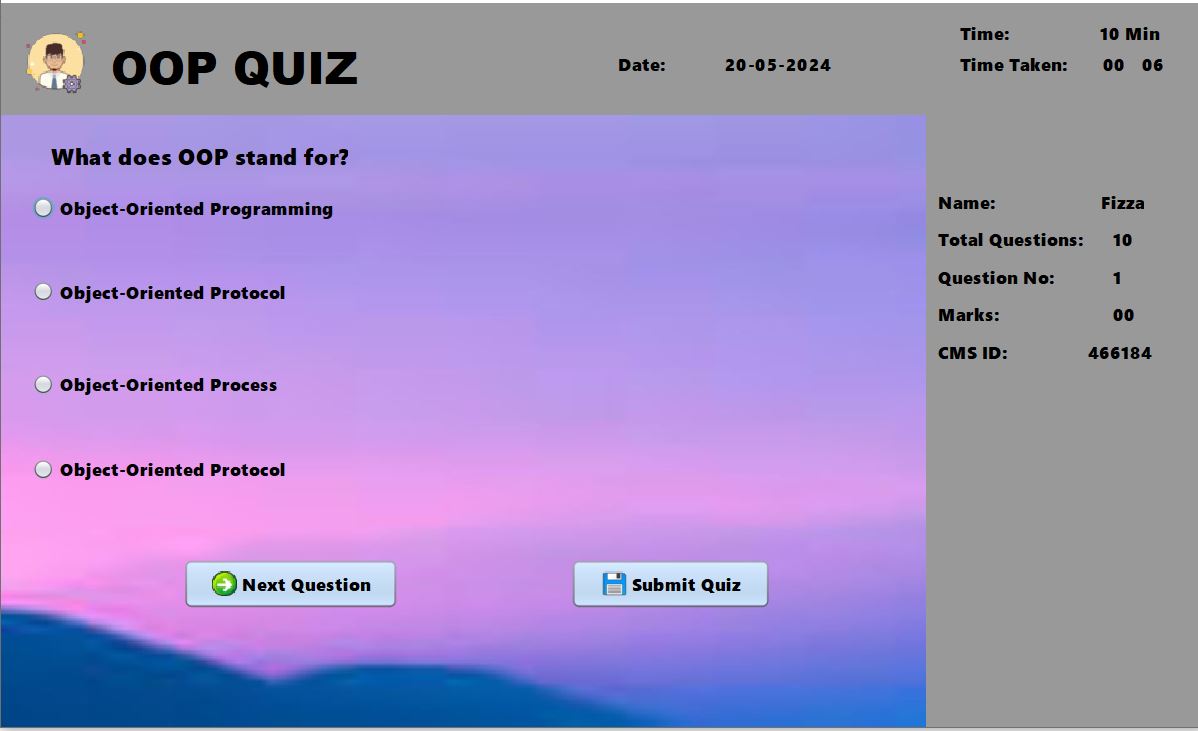 OOP QUIZ
Date: 20-05-2024
Time: 10 Min
Time Taken: 00 06
What does OOP stand for?
Object-Oriented Programming
Object-Oriented Protocol
Object-Oriented Process
Object-Oriented Protocol
Next Question
Submit Quiz
Name: Fizza
Total Questions: 10
Question No: 1
Marks: 00
CMS ID: 466184